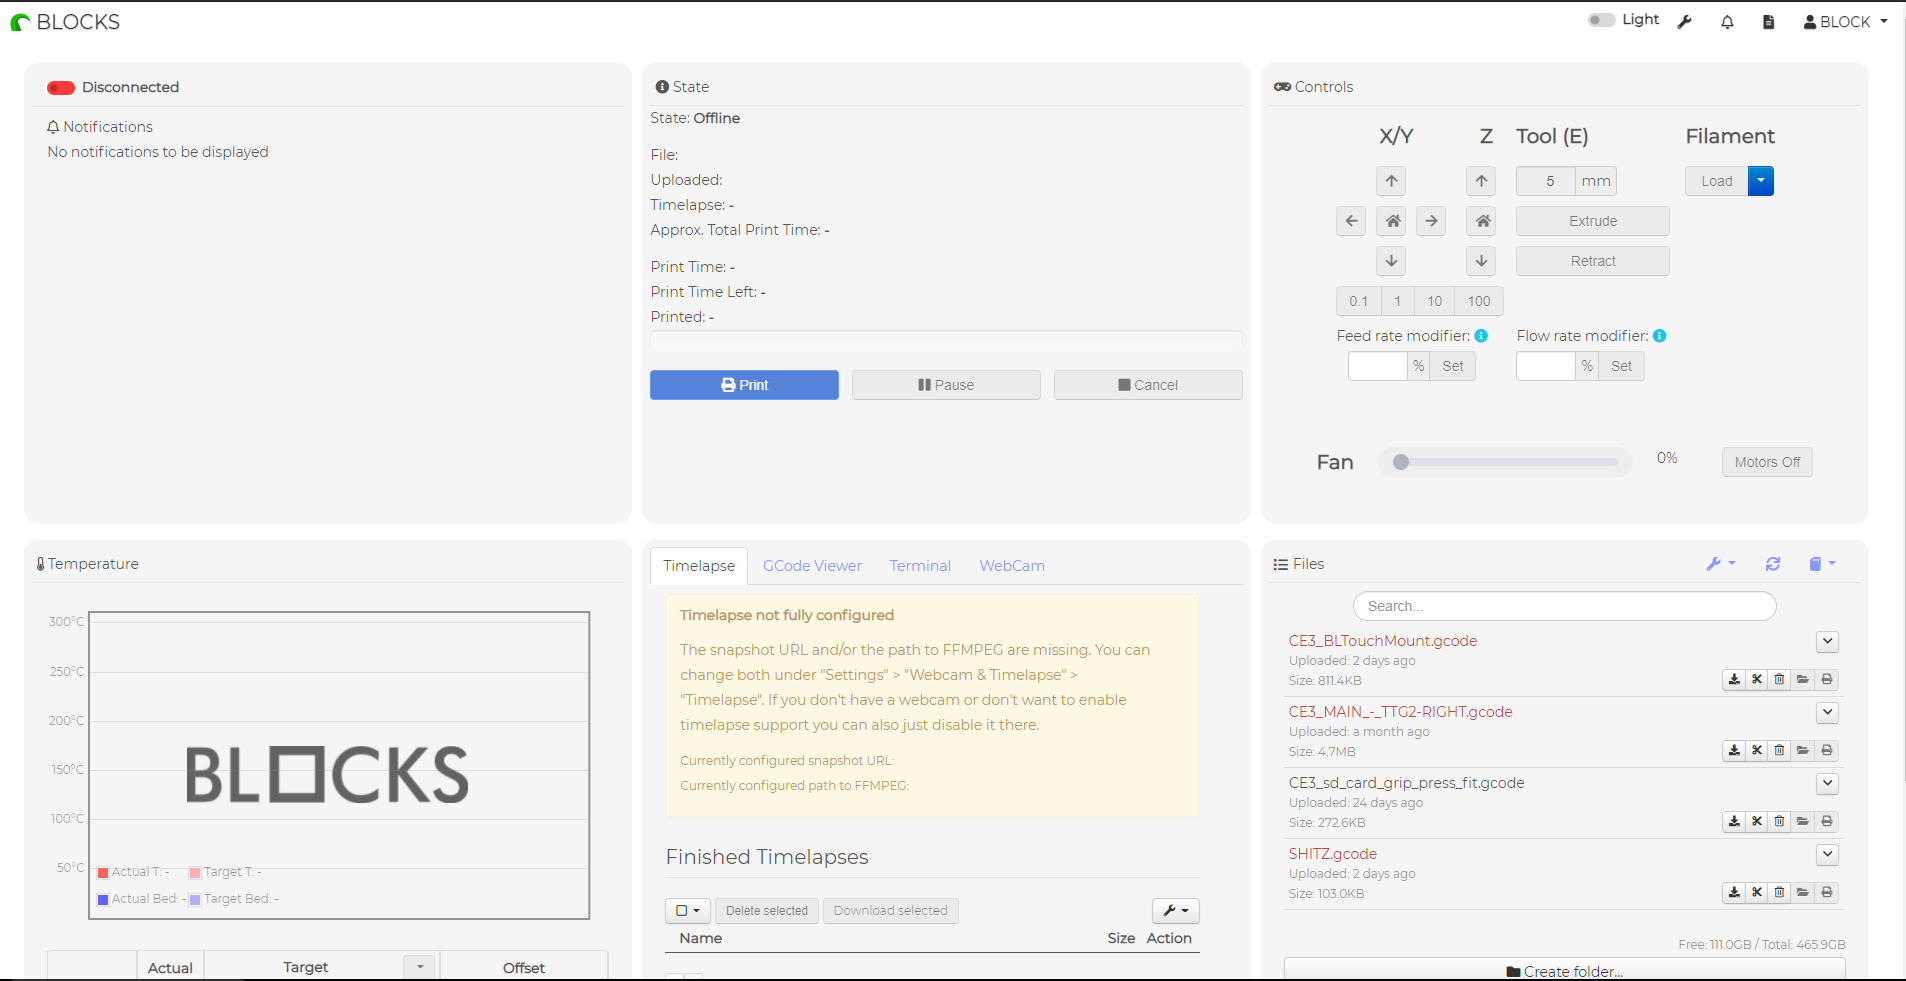 BLOCKS
Light
BLOCK
Disconnected
Notifications
No notifications to be displayed
State
State: Offline
File:
Uploaded:
Timelapse: -
Approx. Total Print Time: -
Print Time: -
Print Time Left: -
Printed: -
Print
Pause
Cancel
Controls
X/Y Z Tool (E) Filament
5 mm
Load
Extrude
Retract
0.1 1 10 100
Feed rate modifier:
Flow rate modifier:
% Set
% Set
Fan
0%
Motors Off
Temperature
300°C
250°C
200°C
150°C
100°C
50°C
BLOCKS
Actual T: - Target T: -
Actual Bed: - Target Bed: -
Actual Target Offset
Timelapse GCode Viewer Terminal WebCam
Timelapse not fully configured
The snapshot URL and/or the path to FFMPEG are missing. You can
change both under "Settings" > "Webcam & Timelapse" >
"Timelapse". If you don't have a webcam or don't want to enable
timelapse support you can also just disable it there.
Currently configured snapshot URL:
Currently configured path to FFMPEG:
Finished Timelapses
Delete selected
Download selected
Name Size Action
Files
Search...
CE3_BLTouchMount.gcode
Uploaded: 2 days ago
Size: 811.4KB
CE3_MAIN_-_TTG2-RIGHT.gcode
Uploaded: a month ago
Size: 4.7MB
CE3_sd_card_grip_press_fit.gcode
Uploaded: 24 days ago
Size: 272.6KB
SHITZ.gcode
Uploaded: 2 days ago
Size: 103.0KB
Free: 111.0GB / Total: 465.9GB
Create folder...